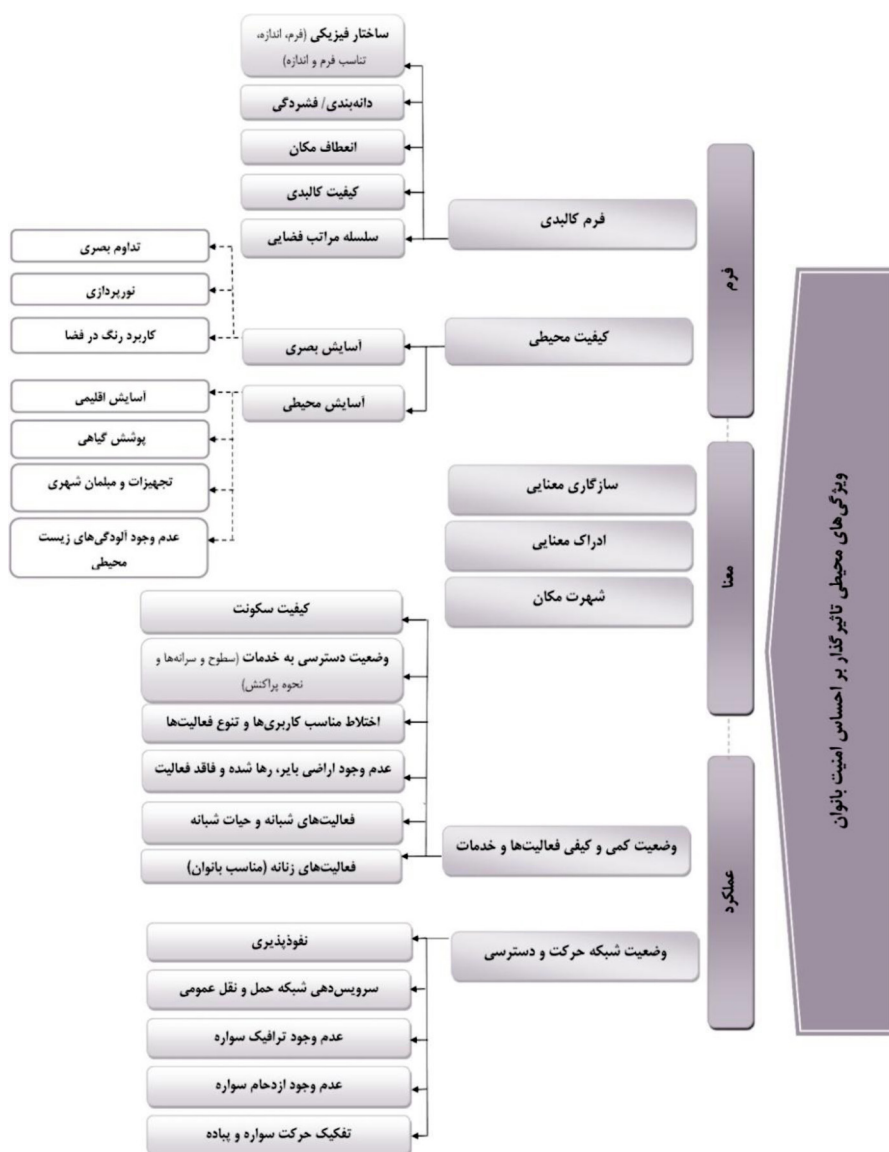 ویژگی‌های محیطی تاثیرگذار بر احساس امنیت بانوان
فرم
فرم کالبدی
ساختار فیزیکی (فرم، اندازه،
تناسب فرم و اندازه)
دانه‌بندی/ فشردگی
انعطاف مکان
کیفیت کالبدی
سلسله مراتب فضایی
کیفیت محیطی
آسایش بصری
تداوم بصری
نورپردازی
کاربرد رنگ در فضا
آسایش محیطی
آسایش اقلیمی
پوشش گیاهی
تجهیزات و مبلمان شهری
عدم وجود آلودگی‌های زیست
محیطی
معنا
سازگاری معنایی
ادراک معنایی
شهرت مکان
عملکرد
وضعیت کمی و کیفی فعالیت‌ها و خدمات
کیفیت سکونت
وضعیت دسترسی به خدمات (سطوح و سرانه‌ها و
نحوه پراکنش)
اختلاط مناسب کاربری‌ها و تنوع فعالیت‌ها
عدم وجود اراضی بایر، رها شده و فاقد فعالیت
فعالیت‌های شبانه و حیات شبانه
فعالیت‌های زنانه (مناسب بانوان)
وضعیت شبکه حرکت و دسترسی
نفوذپذیری
سرویس‌دهی شبکه حمل و نقل عمومی
عدم وجود ترافیک سواره
عدم وجود ازدحام سواره
تفکیک حرکت سواره و پیاده